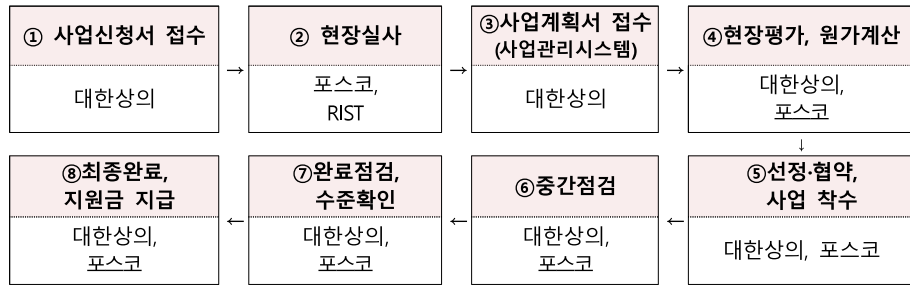 ① 사업신청서 접수
대한상의
→
② 현장실사
포스코,
RIST
→
③사업계획서 접수
(사업관리시스템)
대한상의
→
④현장평가, 원가계산
대한상의,
포스코
↓
⑤선정·협약,
사업 착수
대한상의, 포스코
←
⑥중간점검
대한상의,
포스코
←
⑦완료점검,
수준확인
대한상의,
포스코
←
⑧최종완료,
지원금 지급
대한상의,
포스코